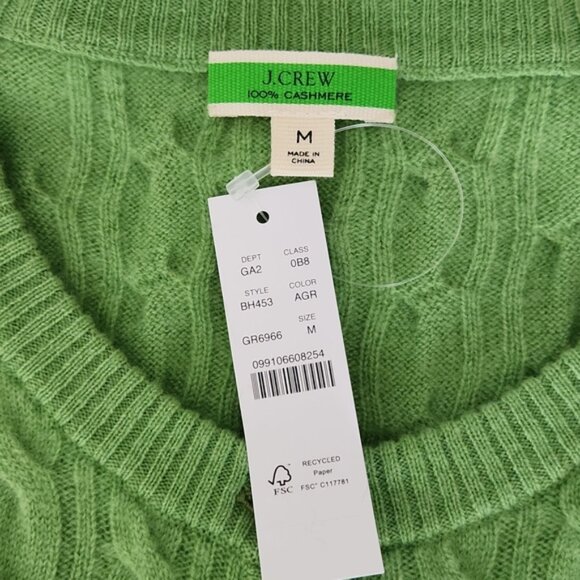 J.CREW
100% CASHMERE
M
MADE IN
CHINA
DEPT CLASS
GA2 0B8
STYLE COLOR
BH453 AGR
SIZE
GR6966 M
099106608254
RECYCLED
Paper
FSC FSC® C117781